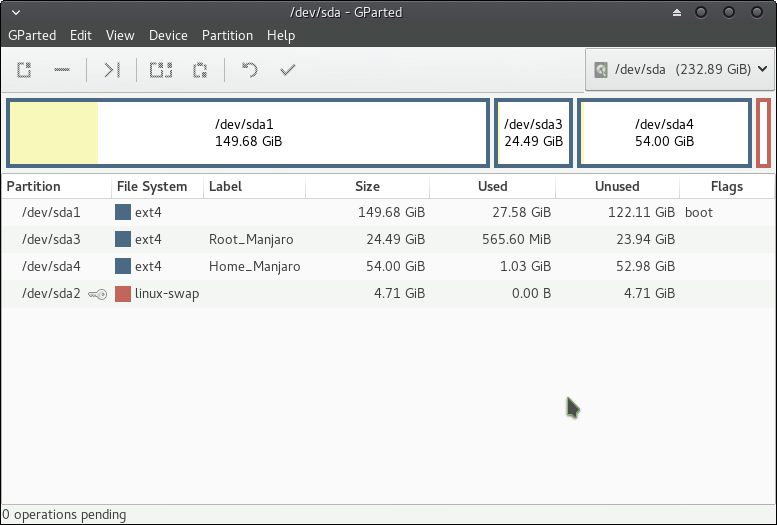 /dev/sda - GParted
GParted Edit View Device Partition Help
/dev/sda (232.89 GiB)
/dev/sda1
149.68 GiB
/dev/sda3
24.49 GiB
/dev/sda4
54.00 GiB
Partition File System Label Size Used Unused Flags
/dev/sda1 ext4 149.68 GiB 27.58 GiB 122.11 GiB boot
/dev/sda3 ext4 Root_Manjaro 24.49 GiB 565.60 MiB 23.94 GiB
/dev/sda4 ext4 Home_Manjaro 54.00 GiB 1.03 GiB 52.98 GiB
/dev/sda2 linux-swap 4.71 GiB 0.00 B 4.71 GiB
0 operations pending